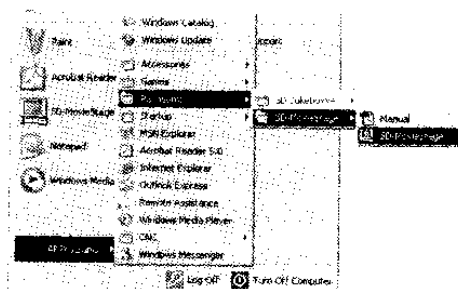 Windows Catalog
Windows Update
Paint
Accessories
Acrobat Reader
Games
Panasonic
SD-Jukebox
SD-MovieStage
Startup
SD-MovieStage
Manual
MSN Explorer
SD-MovieStage
Notepad
Acrobat Reader 5.0
Internet Explorer
Windows Media
Outlook Express
Remote Assistance
Windows Media Player
All Programs
Windows Messenger
Log Off
Turn Off Computer